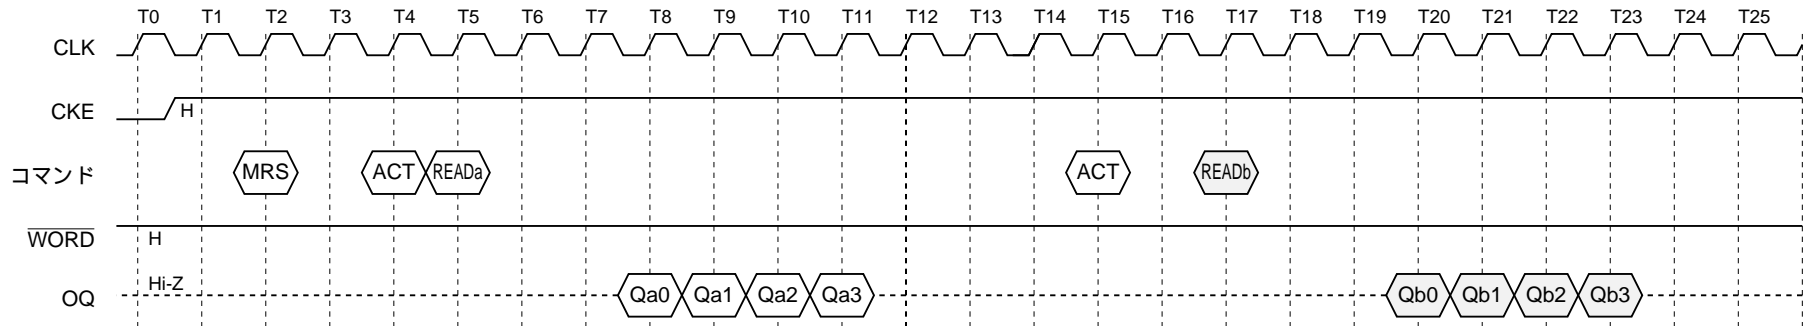 T0 T1 T2 T3 T4 T5 T6 T7 T8 T9 T10 T11 T12 T13 T14 T15 T16 T17 T18 T19 T20 T21 T22 T23 T24 T25
CLK
CKE H
コマンド MRS ACT READa ACT READb
WORD H
OQ Hi-Z Qa0 Qa1 Qa2 Qa3 Qb0 Qb1 Qb2 Qb3